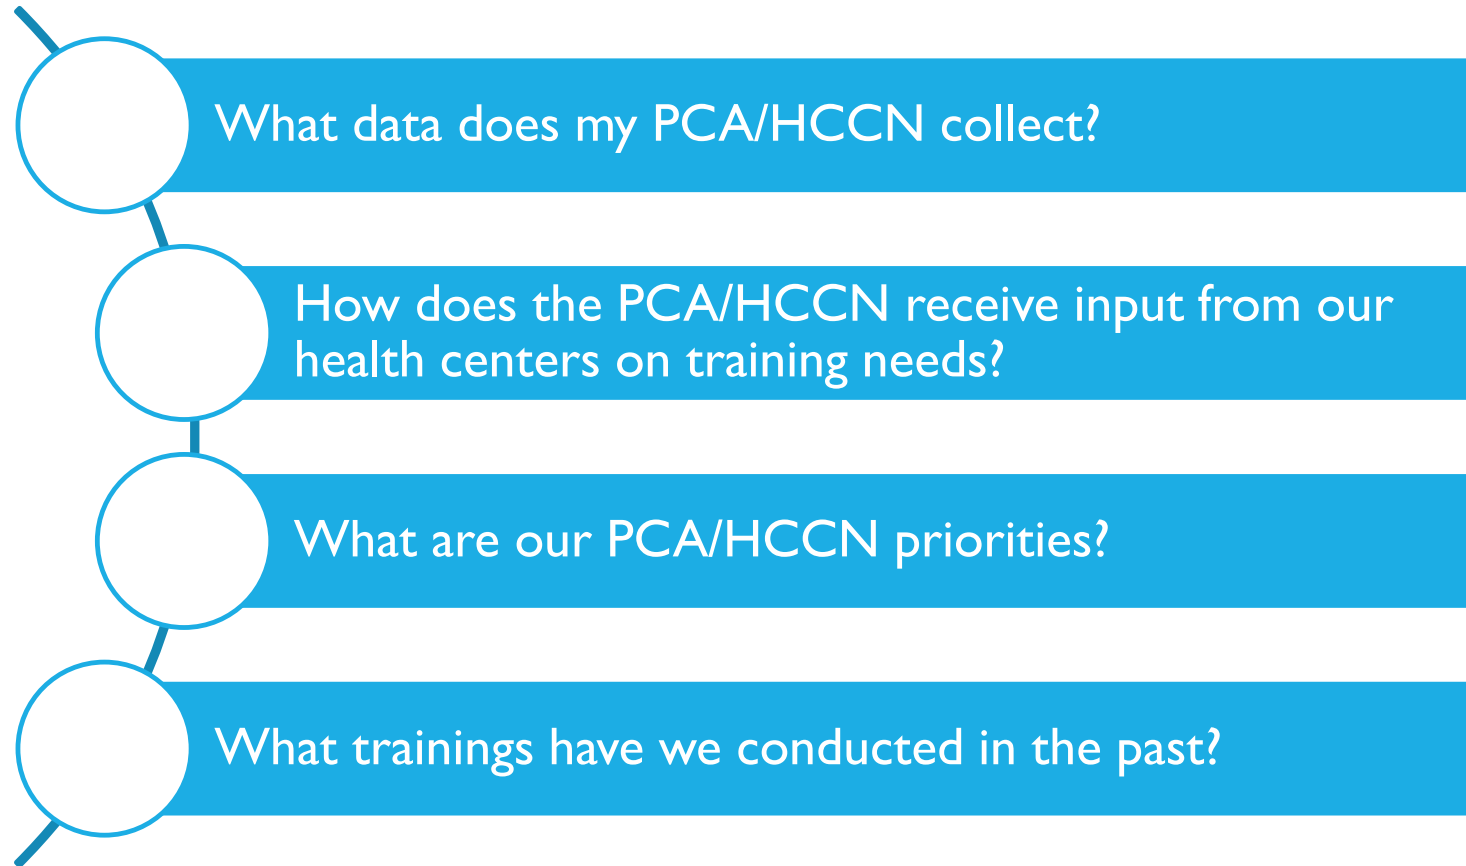 What data does my PCA/HCCN collect?
How does the PCA/HCCN receive input from our
health centers on training needs?
What are our PCA/HCCN priorities?
What trainings have we conducted in the past?